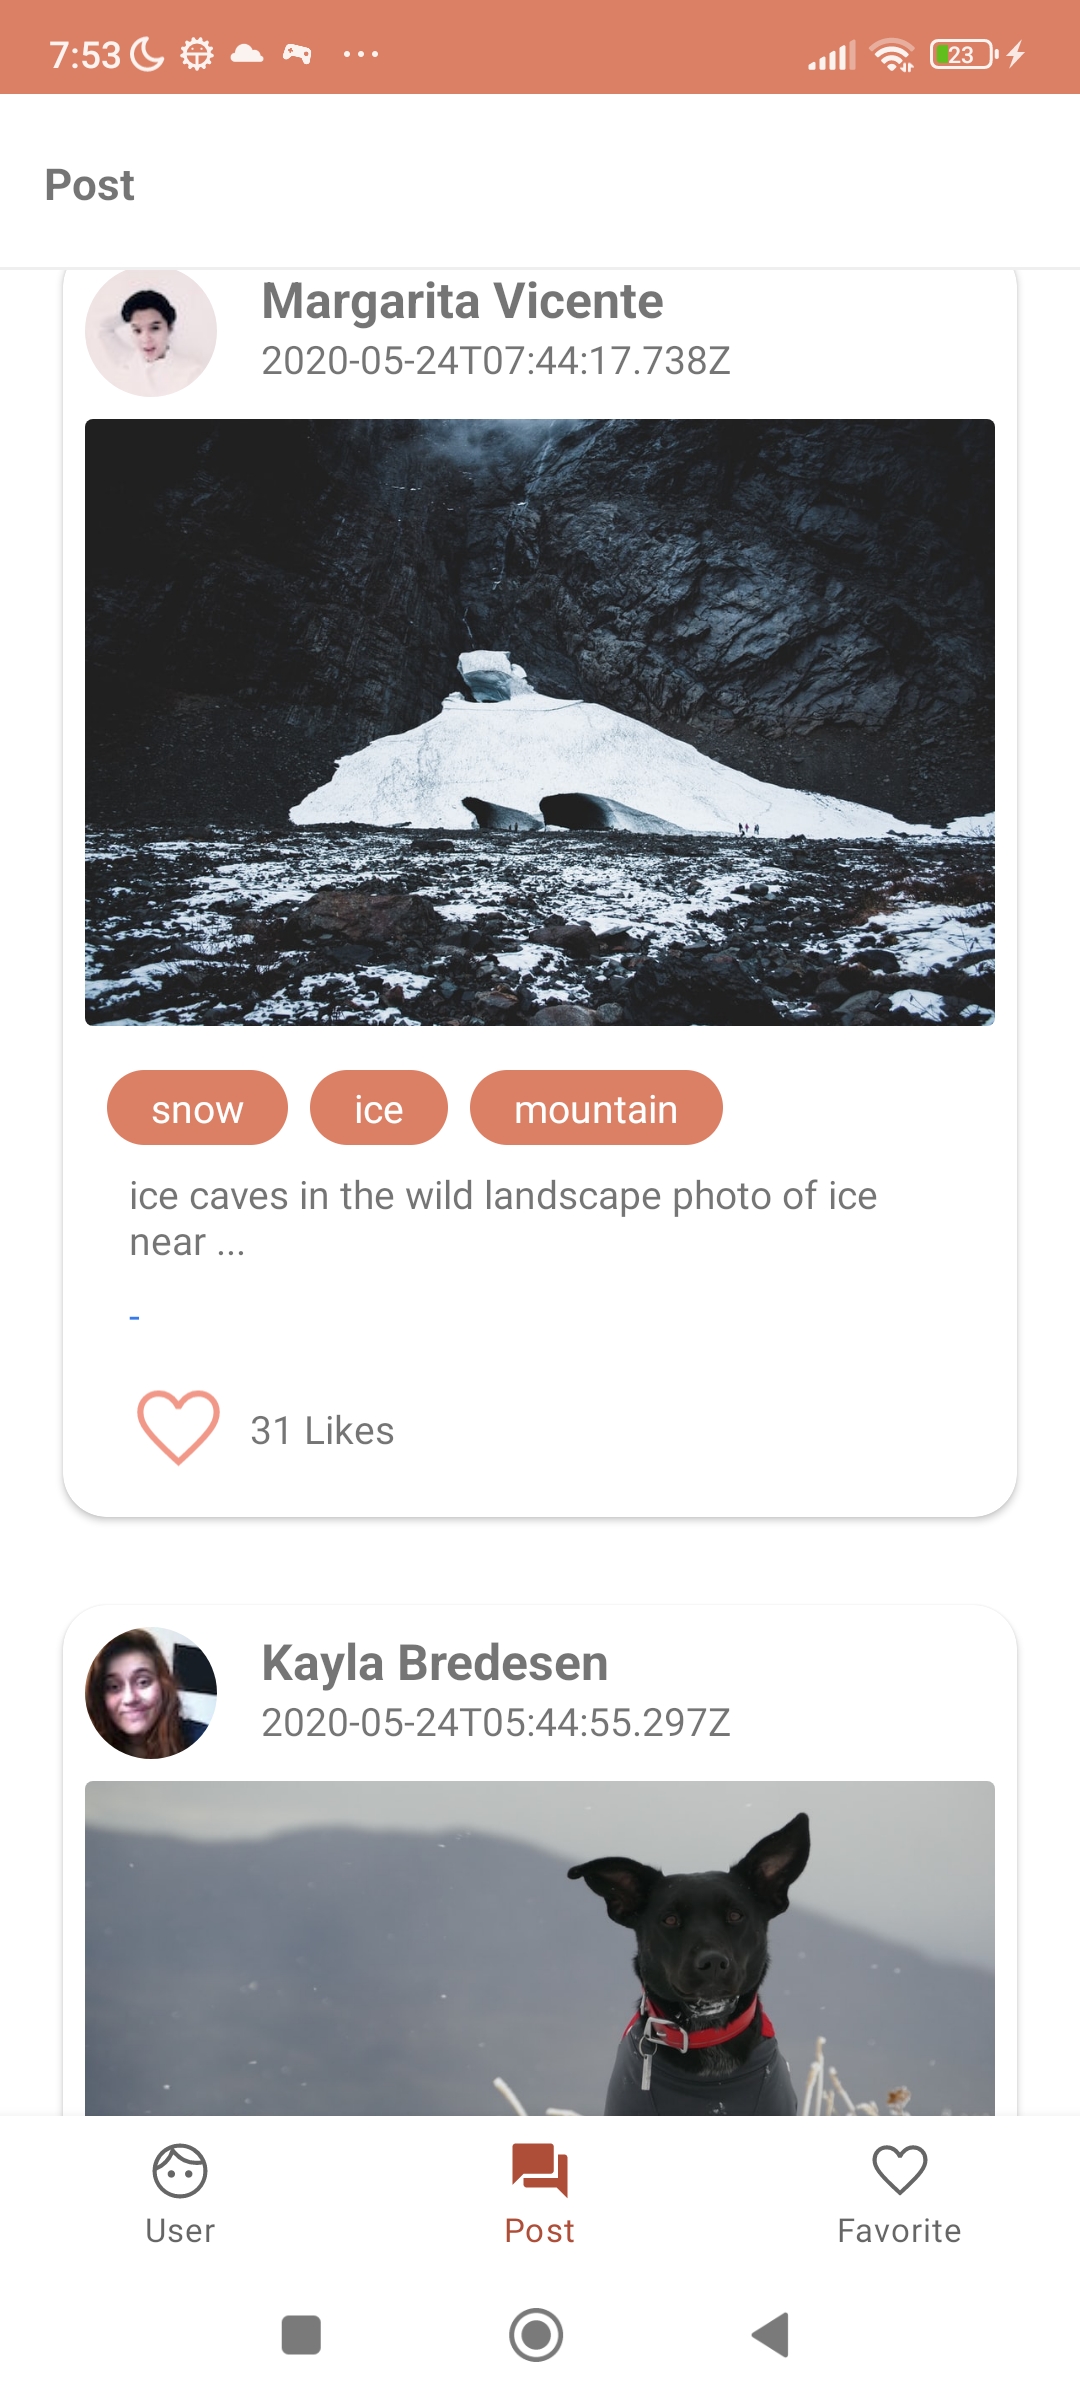 7:53
23
Post
Margarita Vicente
2020-05-24T07:44:17.738Z
snow ice mountain
ice caves in the wild landscape photo of ice
near ...
-
31 Likes
Kayla Bredesen
2020-05-24T05:44:55.297Z
User Post Favorite